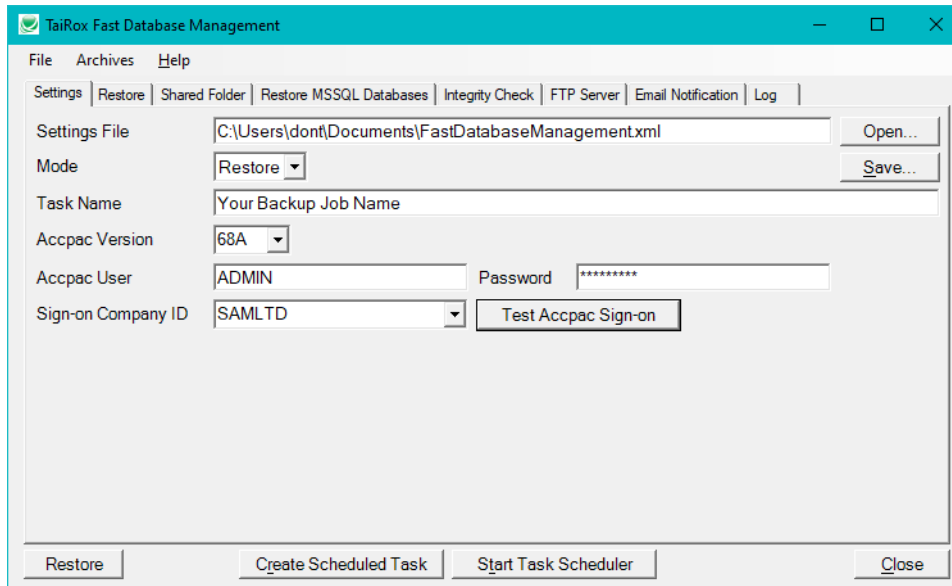 TaiRox Fast Database Management
File Archives Help
Settings Restore Shared Folder Restore MSSQL Databases Integrity Check FTP Server Email Notification Log
Settings File C:\Users\dont\Documents\FastDatabaseManagement.xml Open...
Mode Restore Save...
Task Name Your Backup Job Name
Accpac Version 68A
Accpac User ADMIN Password *********
Sign-on Company ID SAMLTD Test Accpac Sign-on
Restore Create Scheduled Task Start Task Scheduler Close